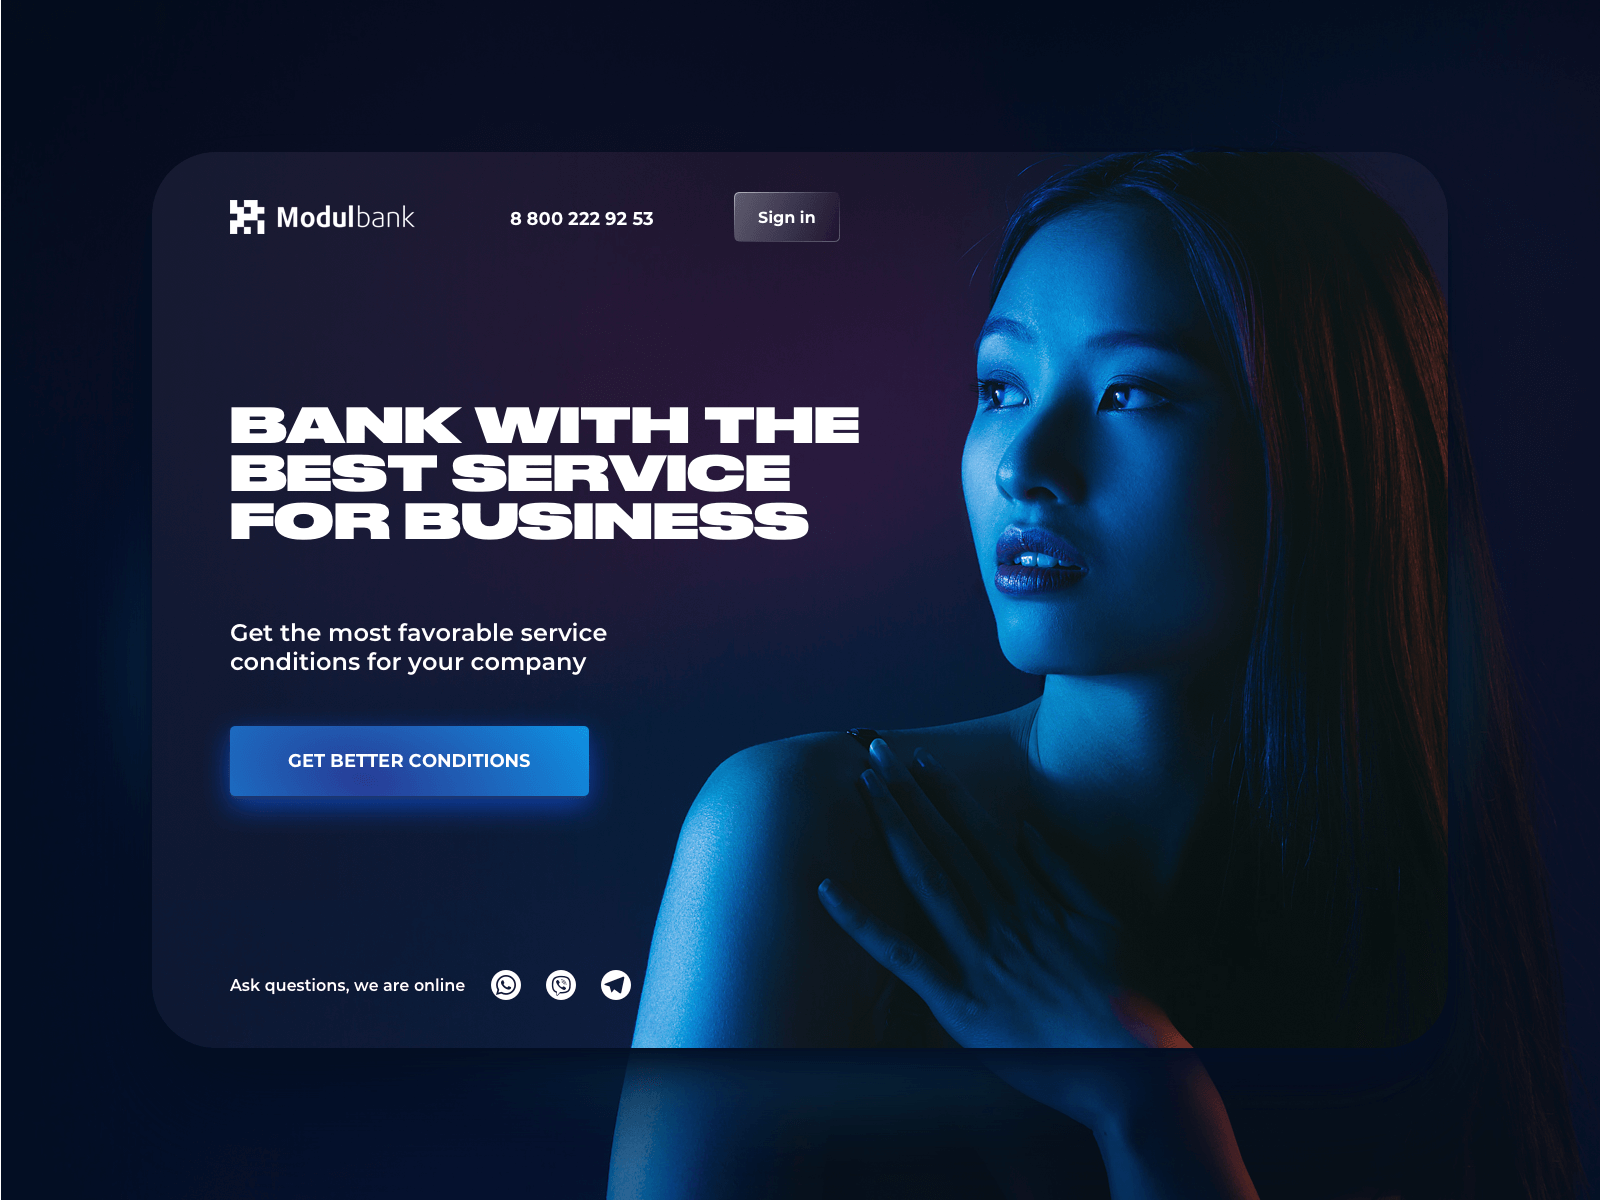 Modulbank
8 800 222 92 53
Sign in
BANK WITH THE
BEST SERVICE
FOR BUSINESS
Get the most favorable service
conditions for your company
GET BETTER CONDITIONS
Ask questions, we are online